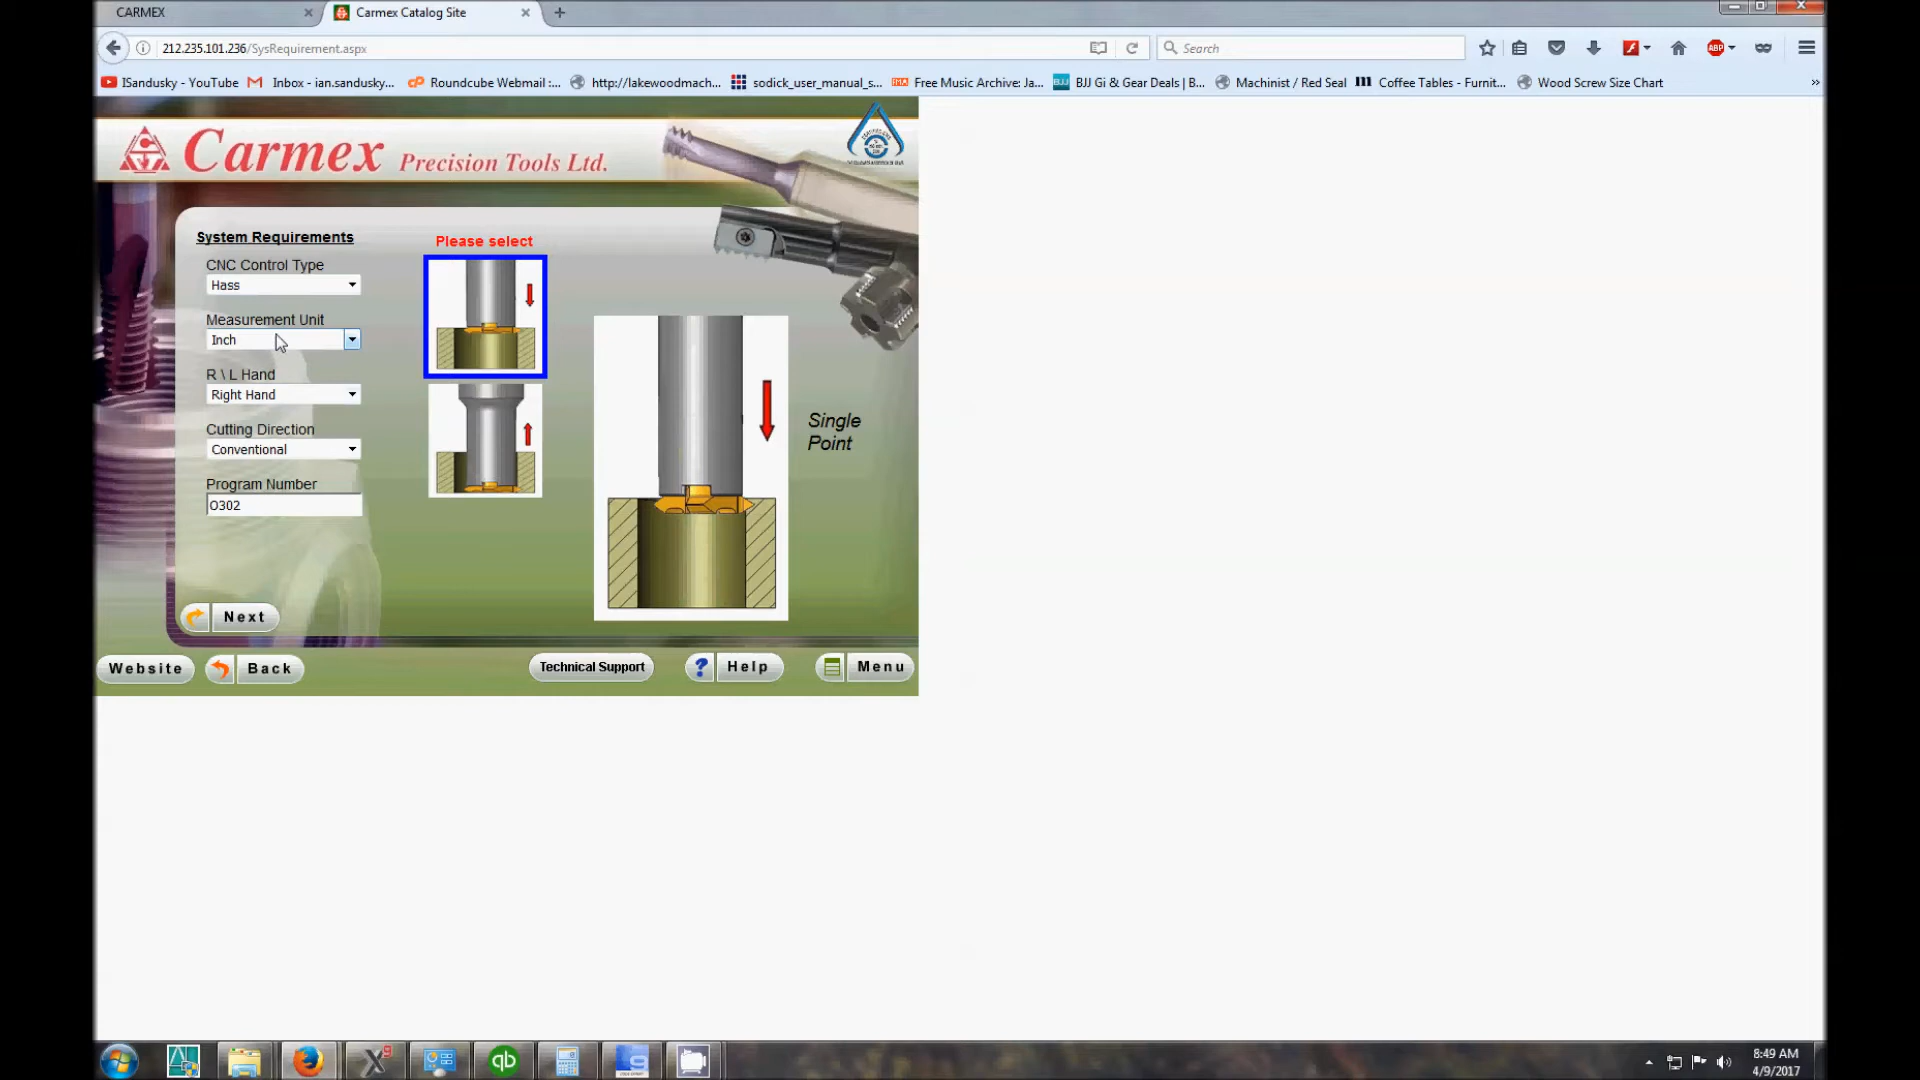 CARMEX
Carmex Catalog Site
212.235.101.236/SysRequirement.aspx
Search
ABP
ISandusky - YouTube
Inbox - ian.sandusky...
Roundcube Webmail :...
http://lakewoodmach...
sodick_user_manual_s...
Free Music Archive: Ja...
BJJ Gi & Gear Deals | B...
Machinist / Red Seal
Coffee Tables - Furnit...
Wood Screw Size Chart
Carmex Precision Tools Ltd.
System Requirements
Please select
CNC Control Type
Hass
Measurement Unit
Inch
R \ L Hand
Right Hand
Single
Point
Cutting Direction
Conventional
Program Number
O302
Next
Website
Back
Technical Support
Help
Menu
qb
8:49 AM
4/9/2017